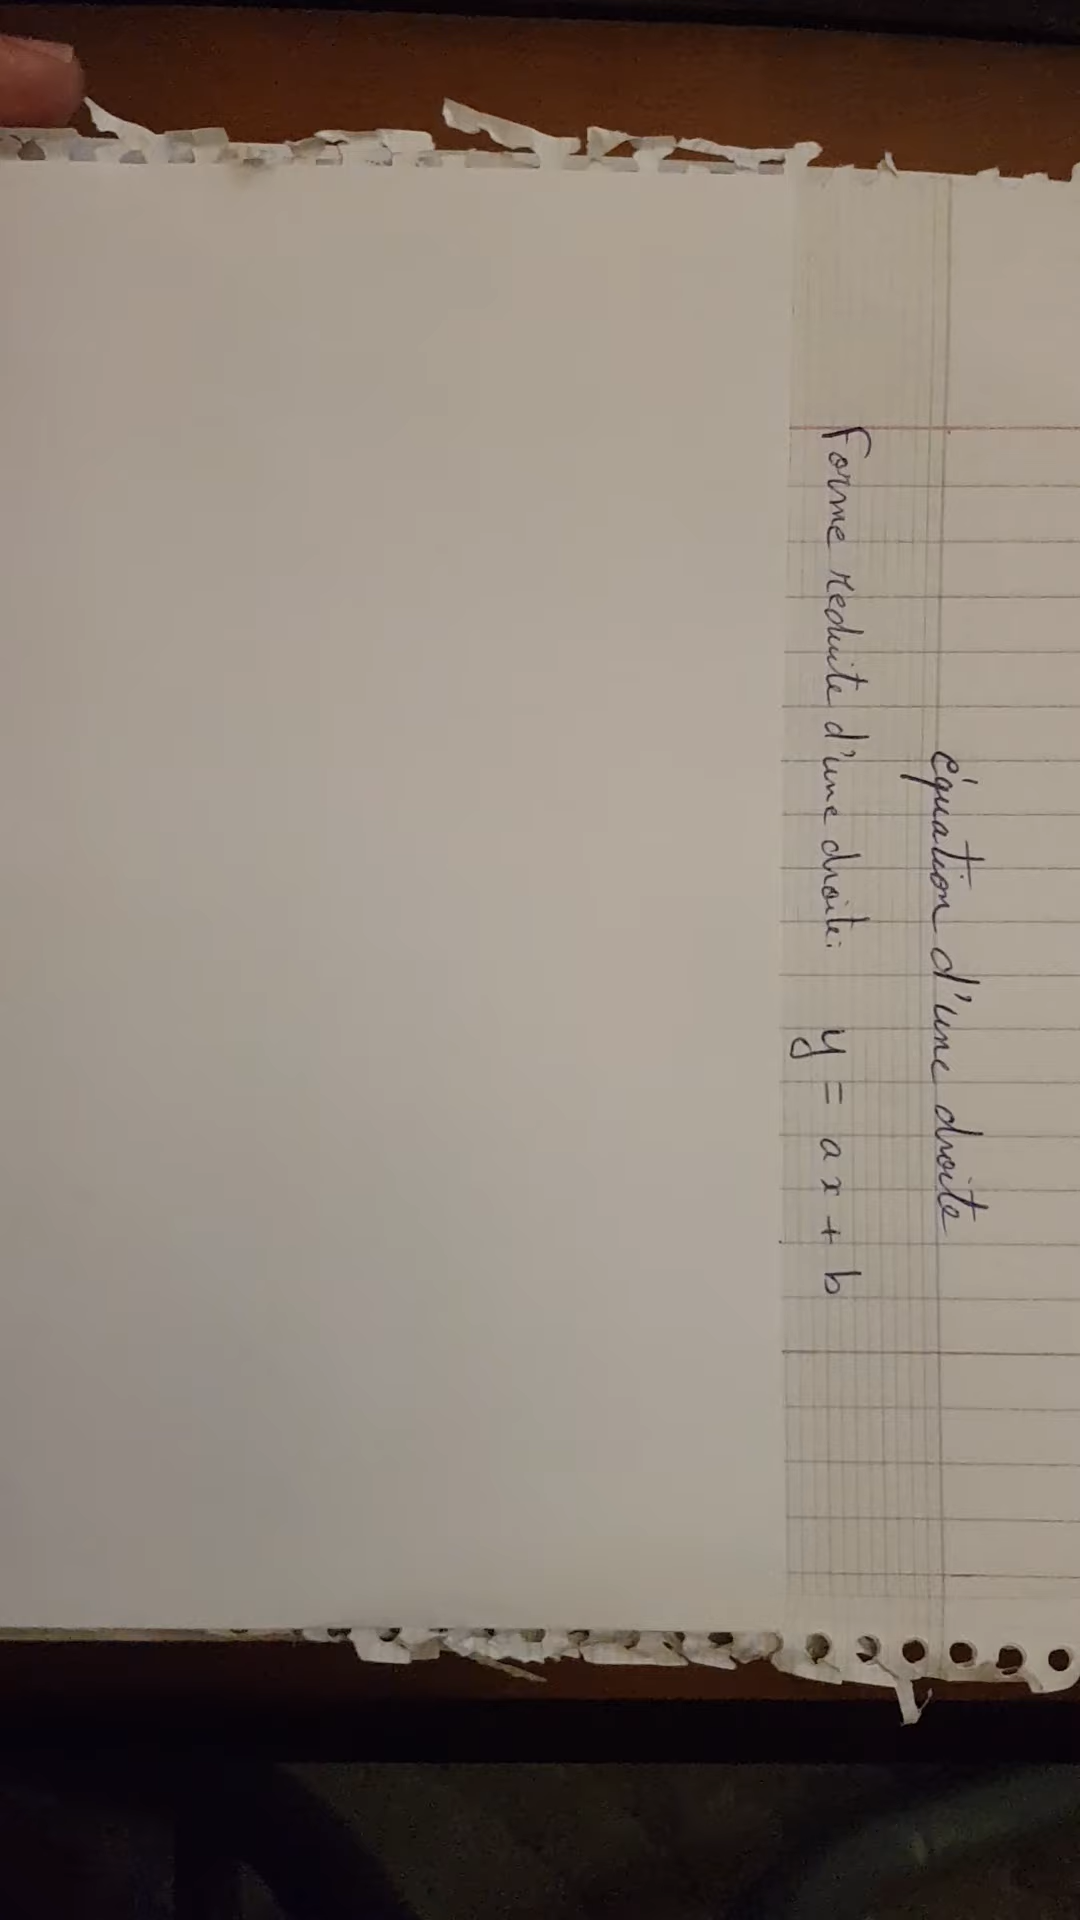 équation d'une droite
Forme reduite d'une droite: y = ax + b